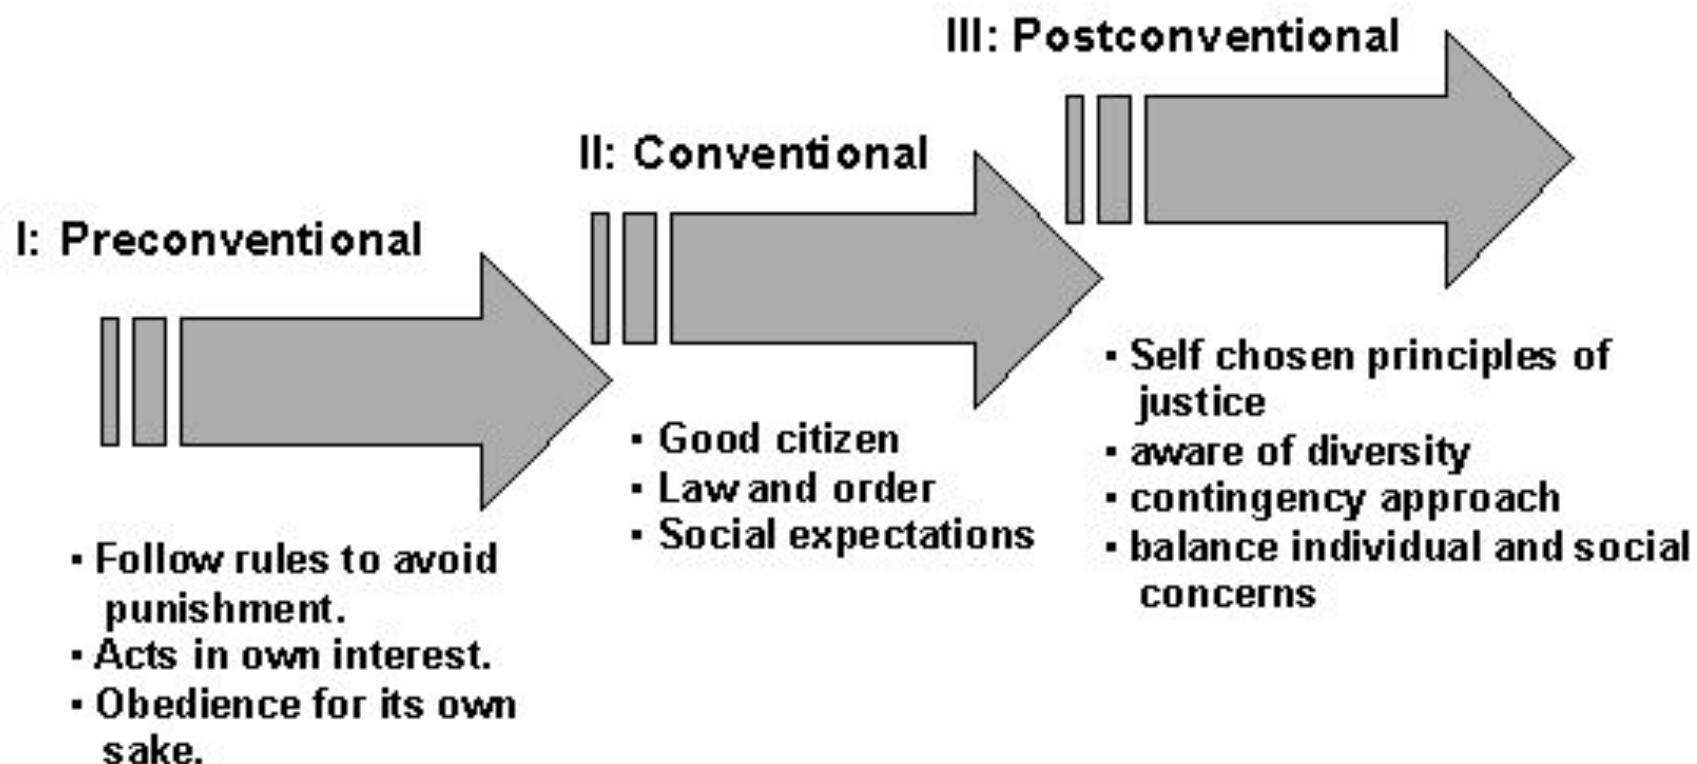 I: Preconventional
▪ Follow rules to avoid
punishment.
▪ Acts in own interest.
▪ Obedience for its own
sake.
II: Conventional
▪ Good citizen
▪ Law and order
▪ Social expectations
III: Postconventional
▪ Self chosen principles of
justice
▪ aware of diversity
▪ contingency approach
▪ balance individual and social
concerns